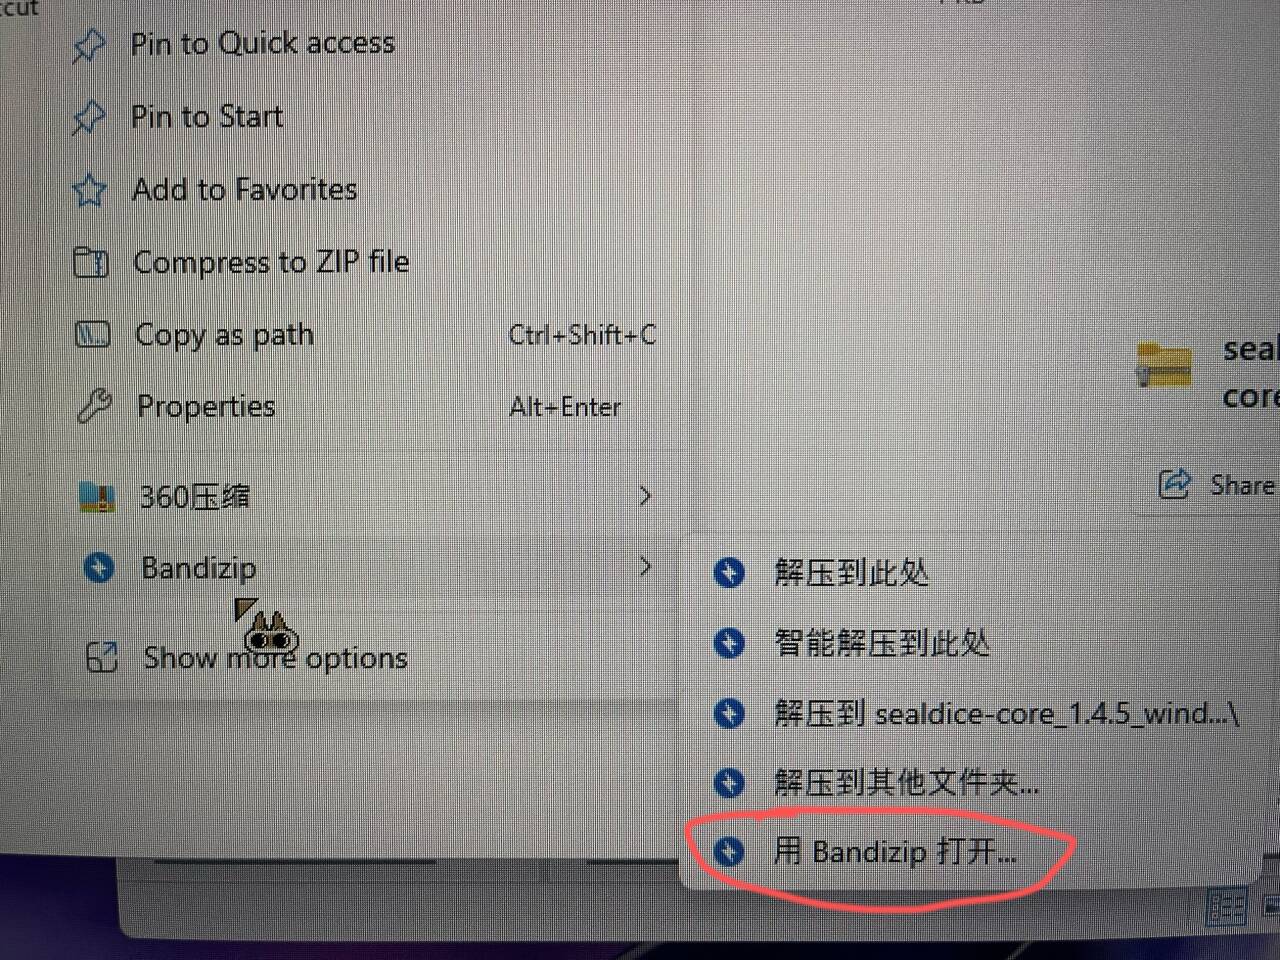 Pin to Quick access
Pin to Start
Add to Favorites
Compress to ZIP file
Copy as path Ctrl+Shift+C
Properties Alt+Enter
360压缩
Bandizip
Show more options
解压到此处
智能解压到此处
解压到 sealdice-core_1.4.5_wind...\
解压到其他文件夹...
用 Bandizip 打开...
seal
core
Share